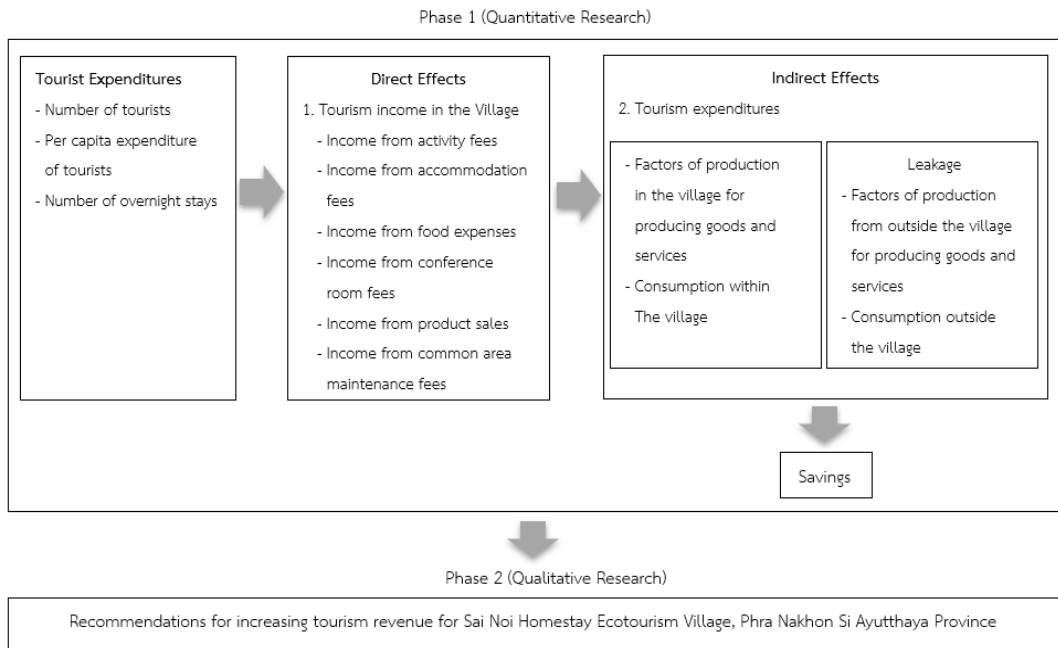 Phase 1 (Quantitative Research)
Tourist Expenditures
- Number of tourists
- Per capita expenditure
of tourists
- Number of overnight stays
Direct Effects
1. Tourism income in the Village
- Income from activity fees
- Income from accommodation
fees
- Income from food expenses
- Income from conference
room fees
- Income from product sales
- Income from common area
maintenance fees
Indirect Effects
2. Tourism expenditures
- Factors of production
in the village for
producing goods and
services
- Consumption within
The village
Leakage
- Factors of production
from outside the village
for producing goods and
services
- Consumption outside
the village
Savings
Phase 2 (Qualitative Research)
Recommendations for increasing tourism revenue for Sai Noi Homestay Ecotourism Village, Phra Nakhon Si Ayutthaya Province